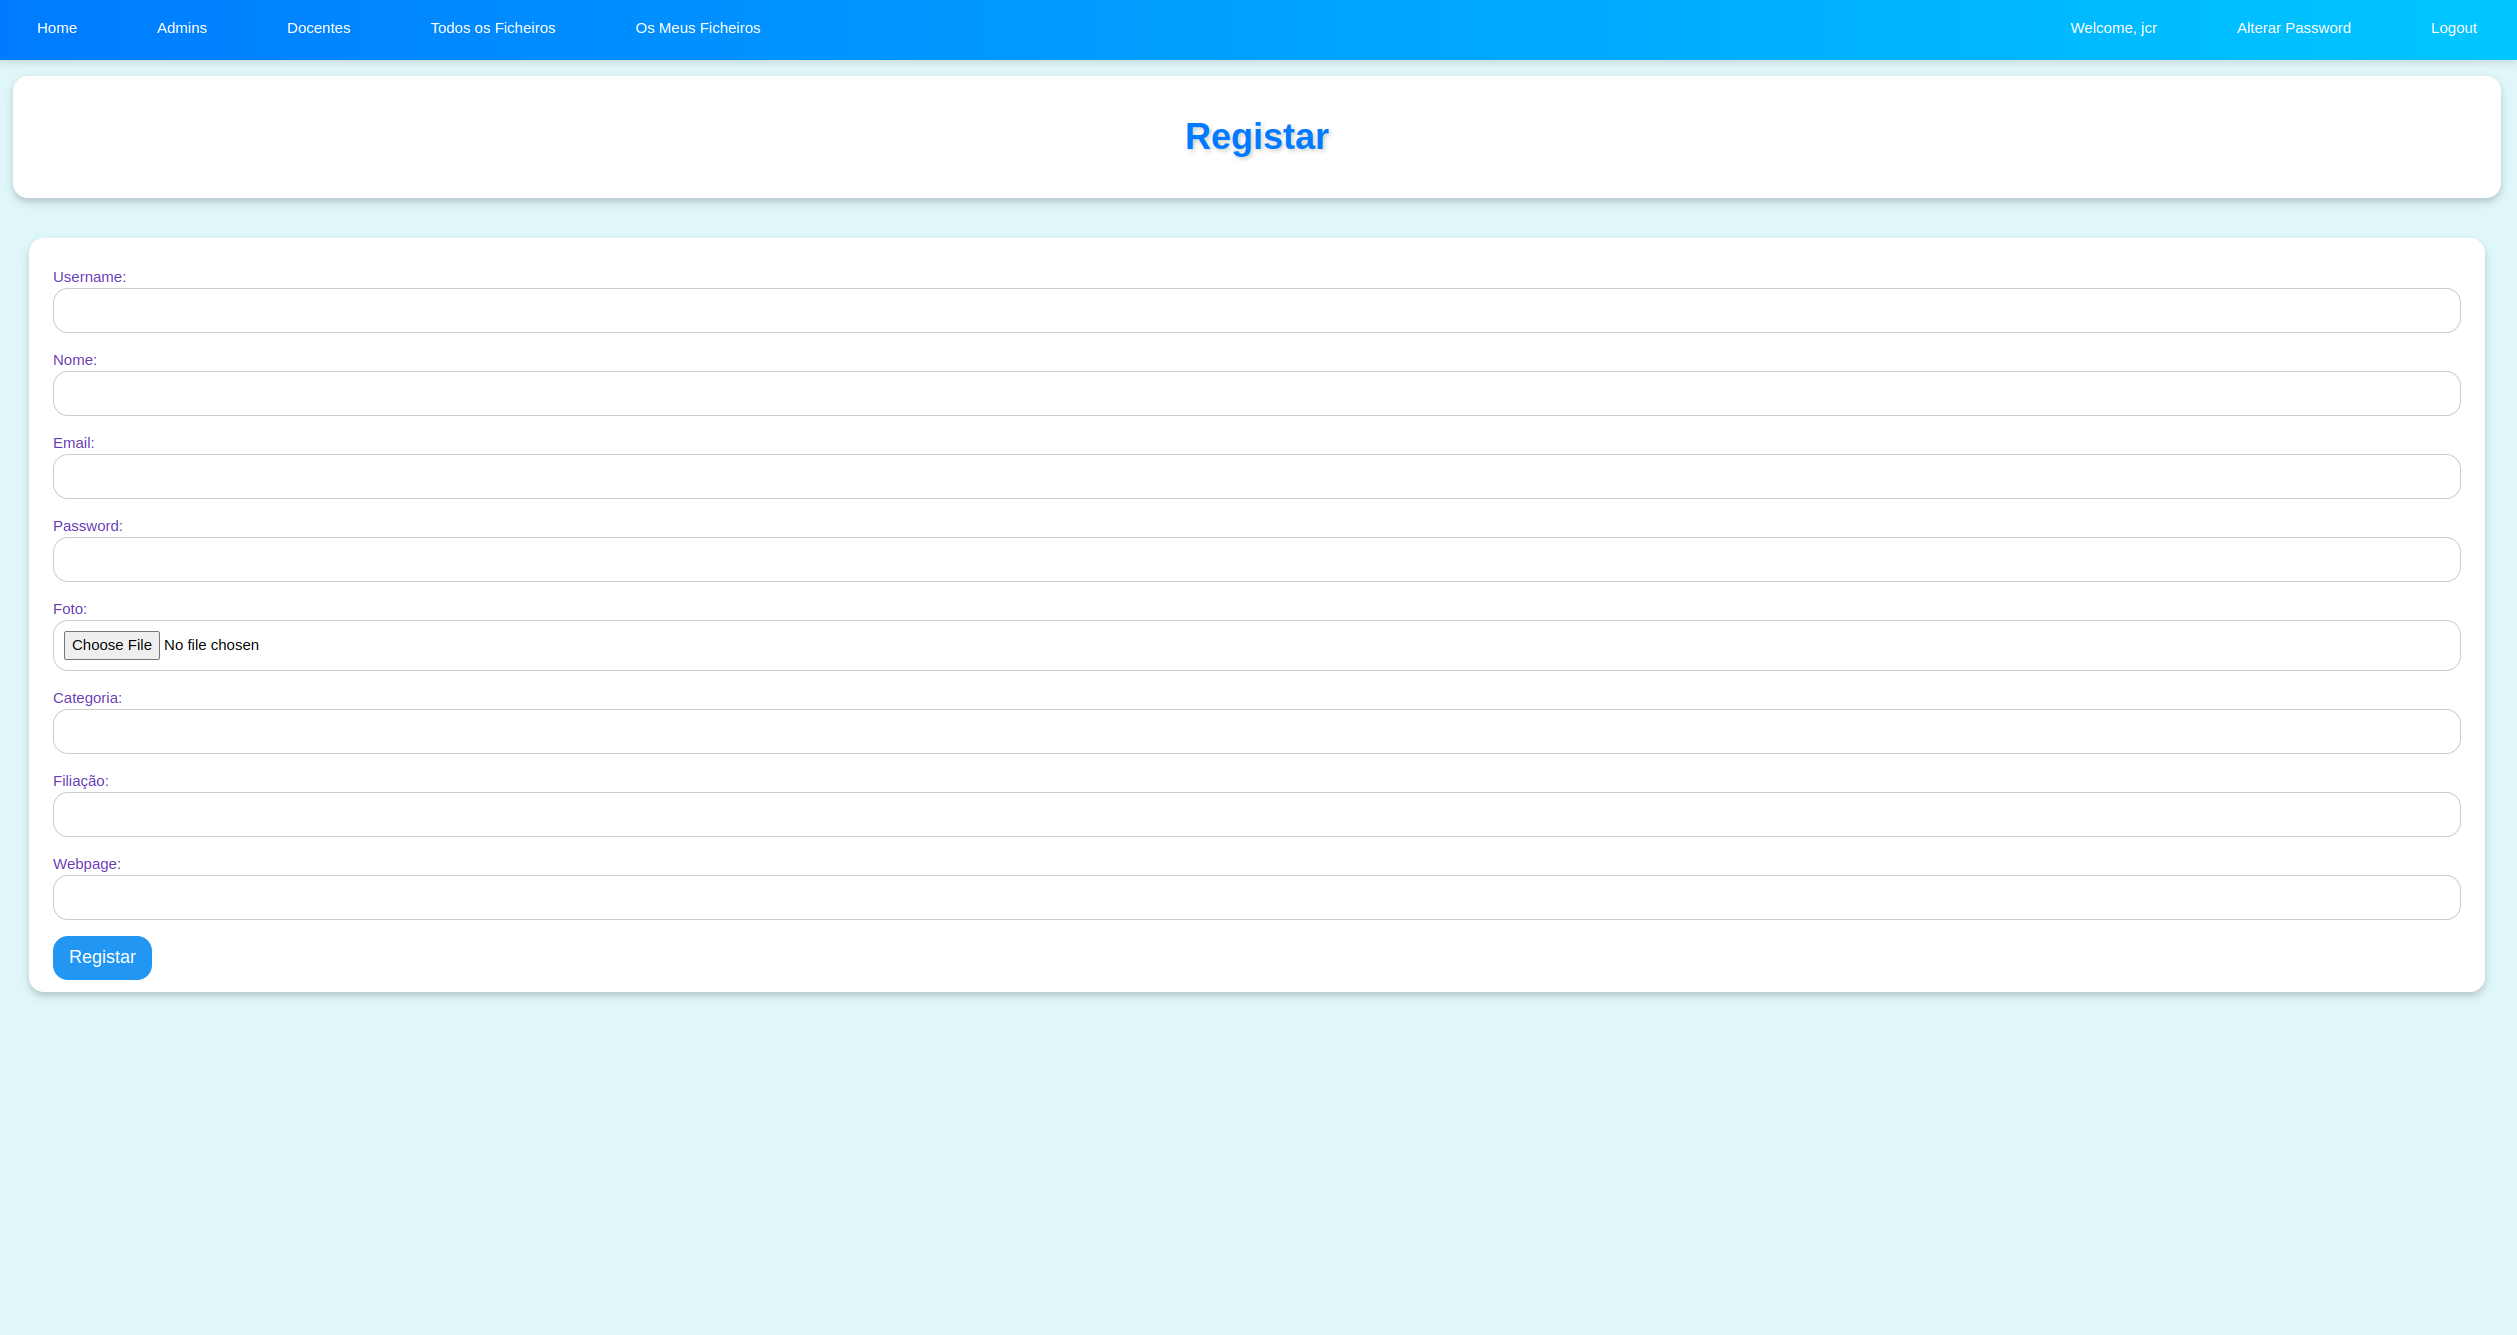 Home Admins Docentes Todos os Ficheiros Os Meus Ficheiros Welcome, jcr Alterar Password Logout
Registar
Username:
Nome:
Email:
Password:
Foto:
Choose File No file chosen
Categoria:
Filiação:
Webpage:
Registar